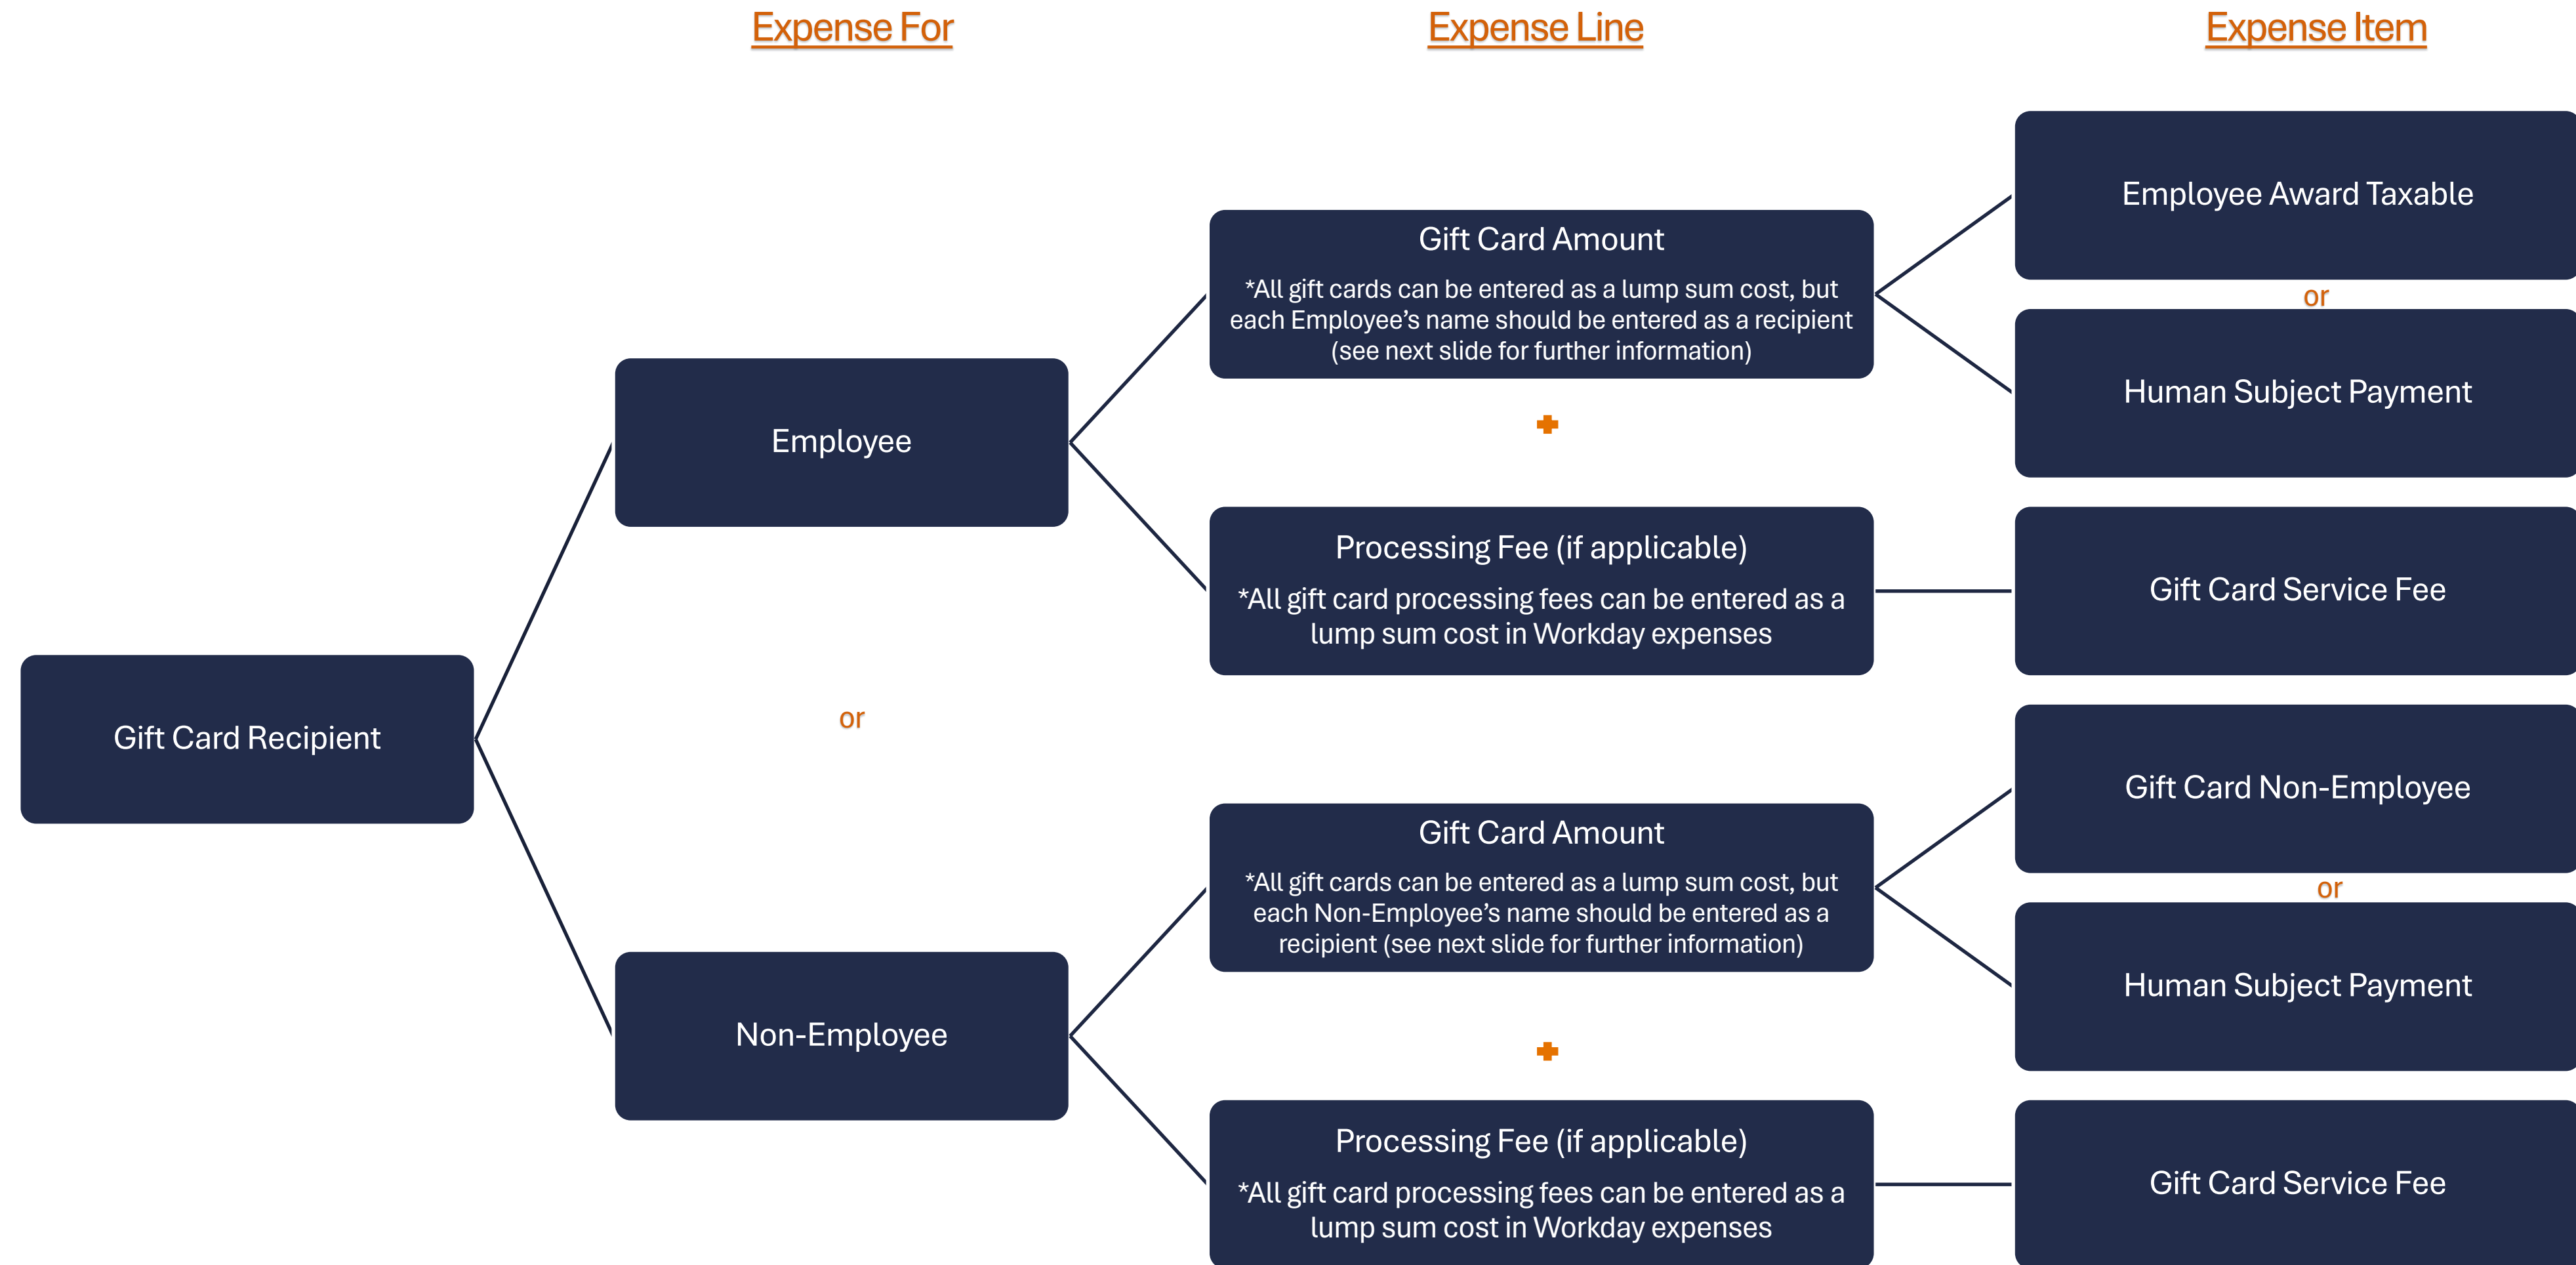 Expense For
Expense Line
Expense Item
Gift Card Recipient
Employee
or
Non-Employee
Gift Card Amount
*All gift cards can be entered as a lump sum cost, but
each Employee’s name should be entered as a recipient
(see next slide for further information)
Processing Fee (if applicable)
*All gift card processing fees can be entered as a
lump sum cost in Workday expenses
Gift Card Amount
*All gift cards can be entered as a lump sum cost, but
each Non-Employee’s name should be entered as a
recipient (see next slide for further information)
Processing Fee (if applicable)
*All gift card processing fees can be entered as a
lump sum cost in Workday expenses
Employee Award Taxable
or
Human Subject Payment
Gift Card Service Fee
Gift Card Non-Employee
or
Human Subject Payment
Gift Card Service Fee